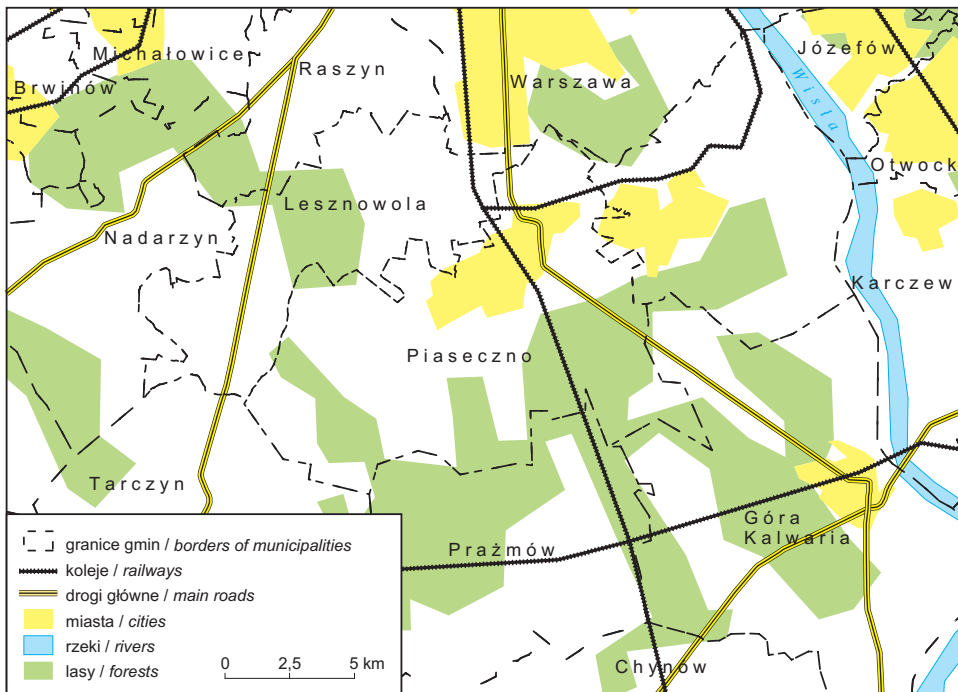 Michałowice
Józefów
Raszyn
Warszawa
Brwinów
Wisła
Otwock
Lesznowola
Nadarzyn
Karczew
Piaseczno
Tarczyn
Góra
Kalwaria
Prażmów
Chynów
granice gmin / borders of municipalities
koleje / railways
drogi główne / main roads
miasta / cities
rzeki / rivers
lasy / forests
0 2,5 5 km